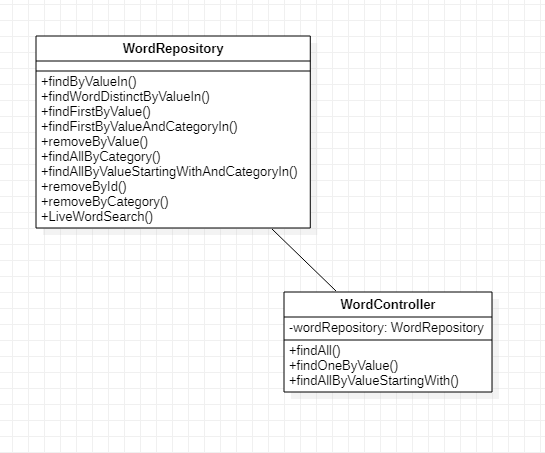 WordRepository
+findByValueIn()
+findWordDistinctByValueIn()
+findFirstByValue()
+findFirstByValueAndCategoryIn()
+removeByValue()
+findAllByCategory()
+findAllByValueStartingWithAndCategoryIn()
+removeById()
+removeByCategory()
+LiveWordSearch()
WordController
-wordRepository: WordRepository
+findAll()
+findOneByValue()
+findAllByValueStartingWith()